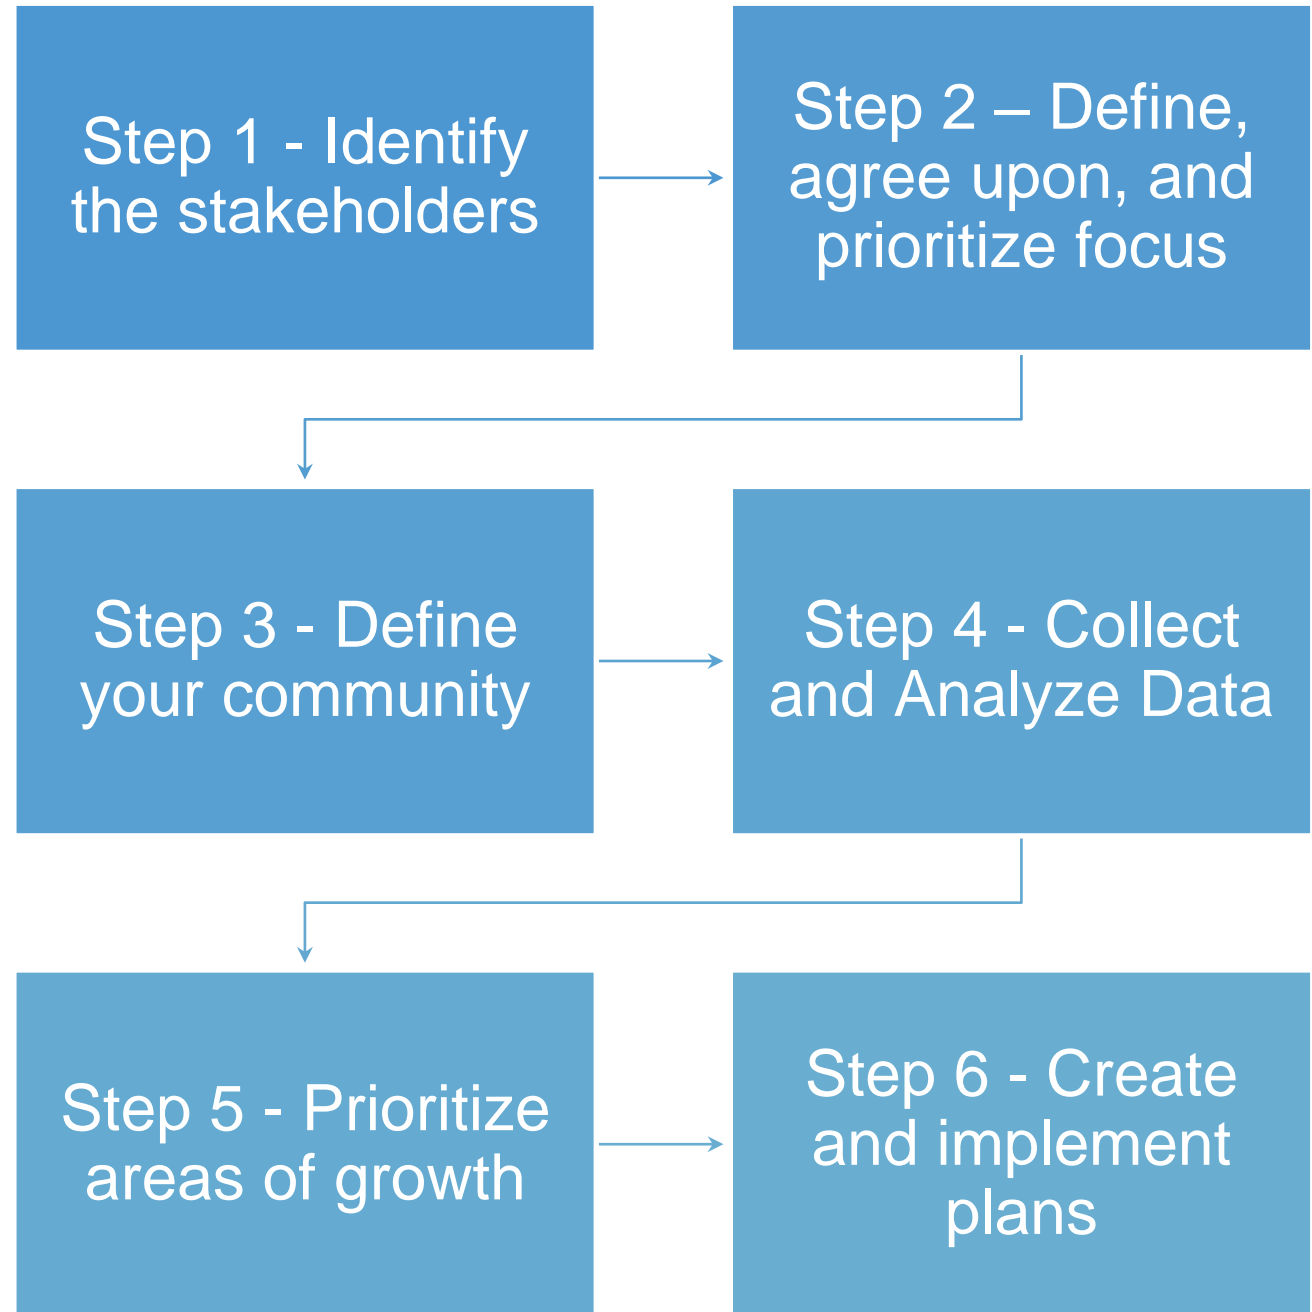 Step 1 - Identify
the stakeholders
Step 2 – Define,
agree upon, and
prioritize focus
Step 3 - Define
your community
Step 4 - Collect
and Analyze Data
Step 5 - Prioritize
areas of growth
Step 6 - Create
and implement
plans